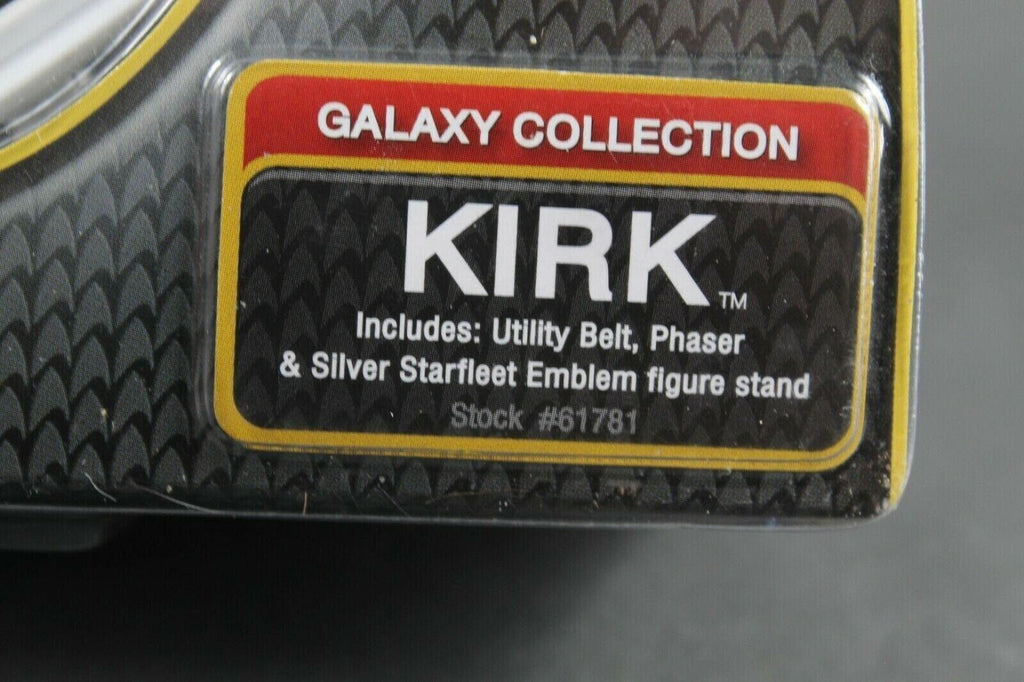 GALAXY COLLECTION
KIRK™
Includes: Utility Belt, Phaser
& Silver Starfleet Emblem figure stand
Stock #61781